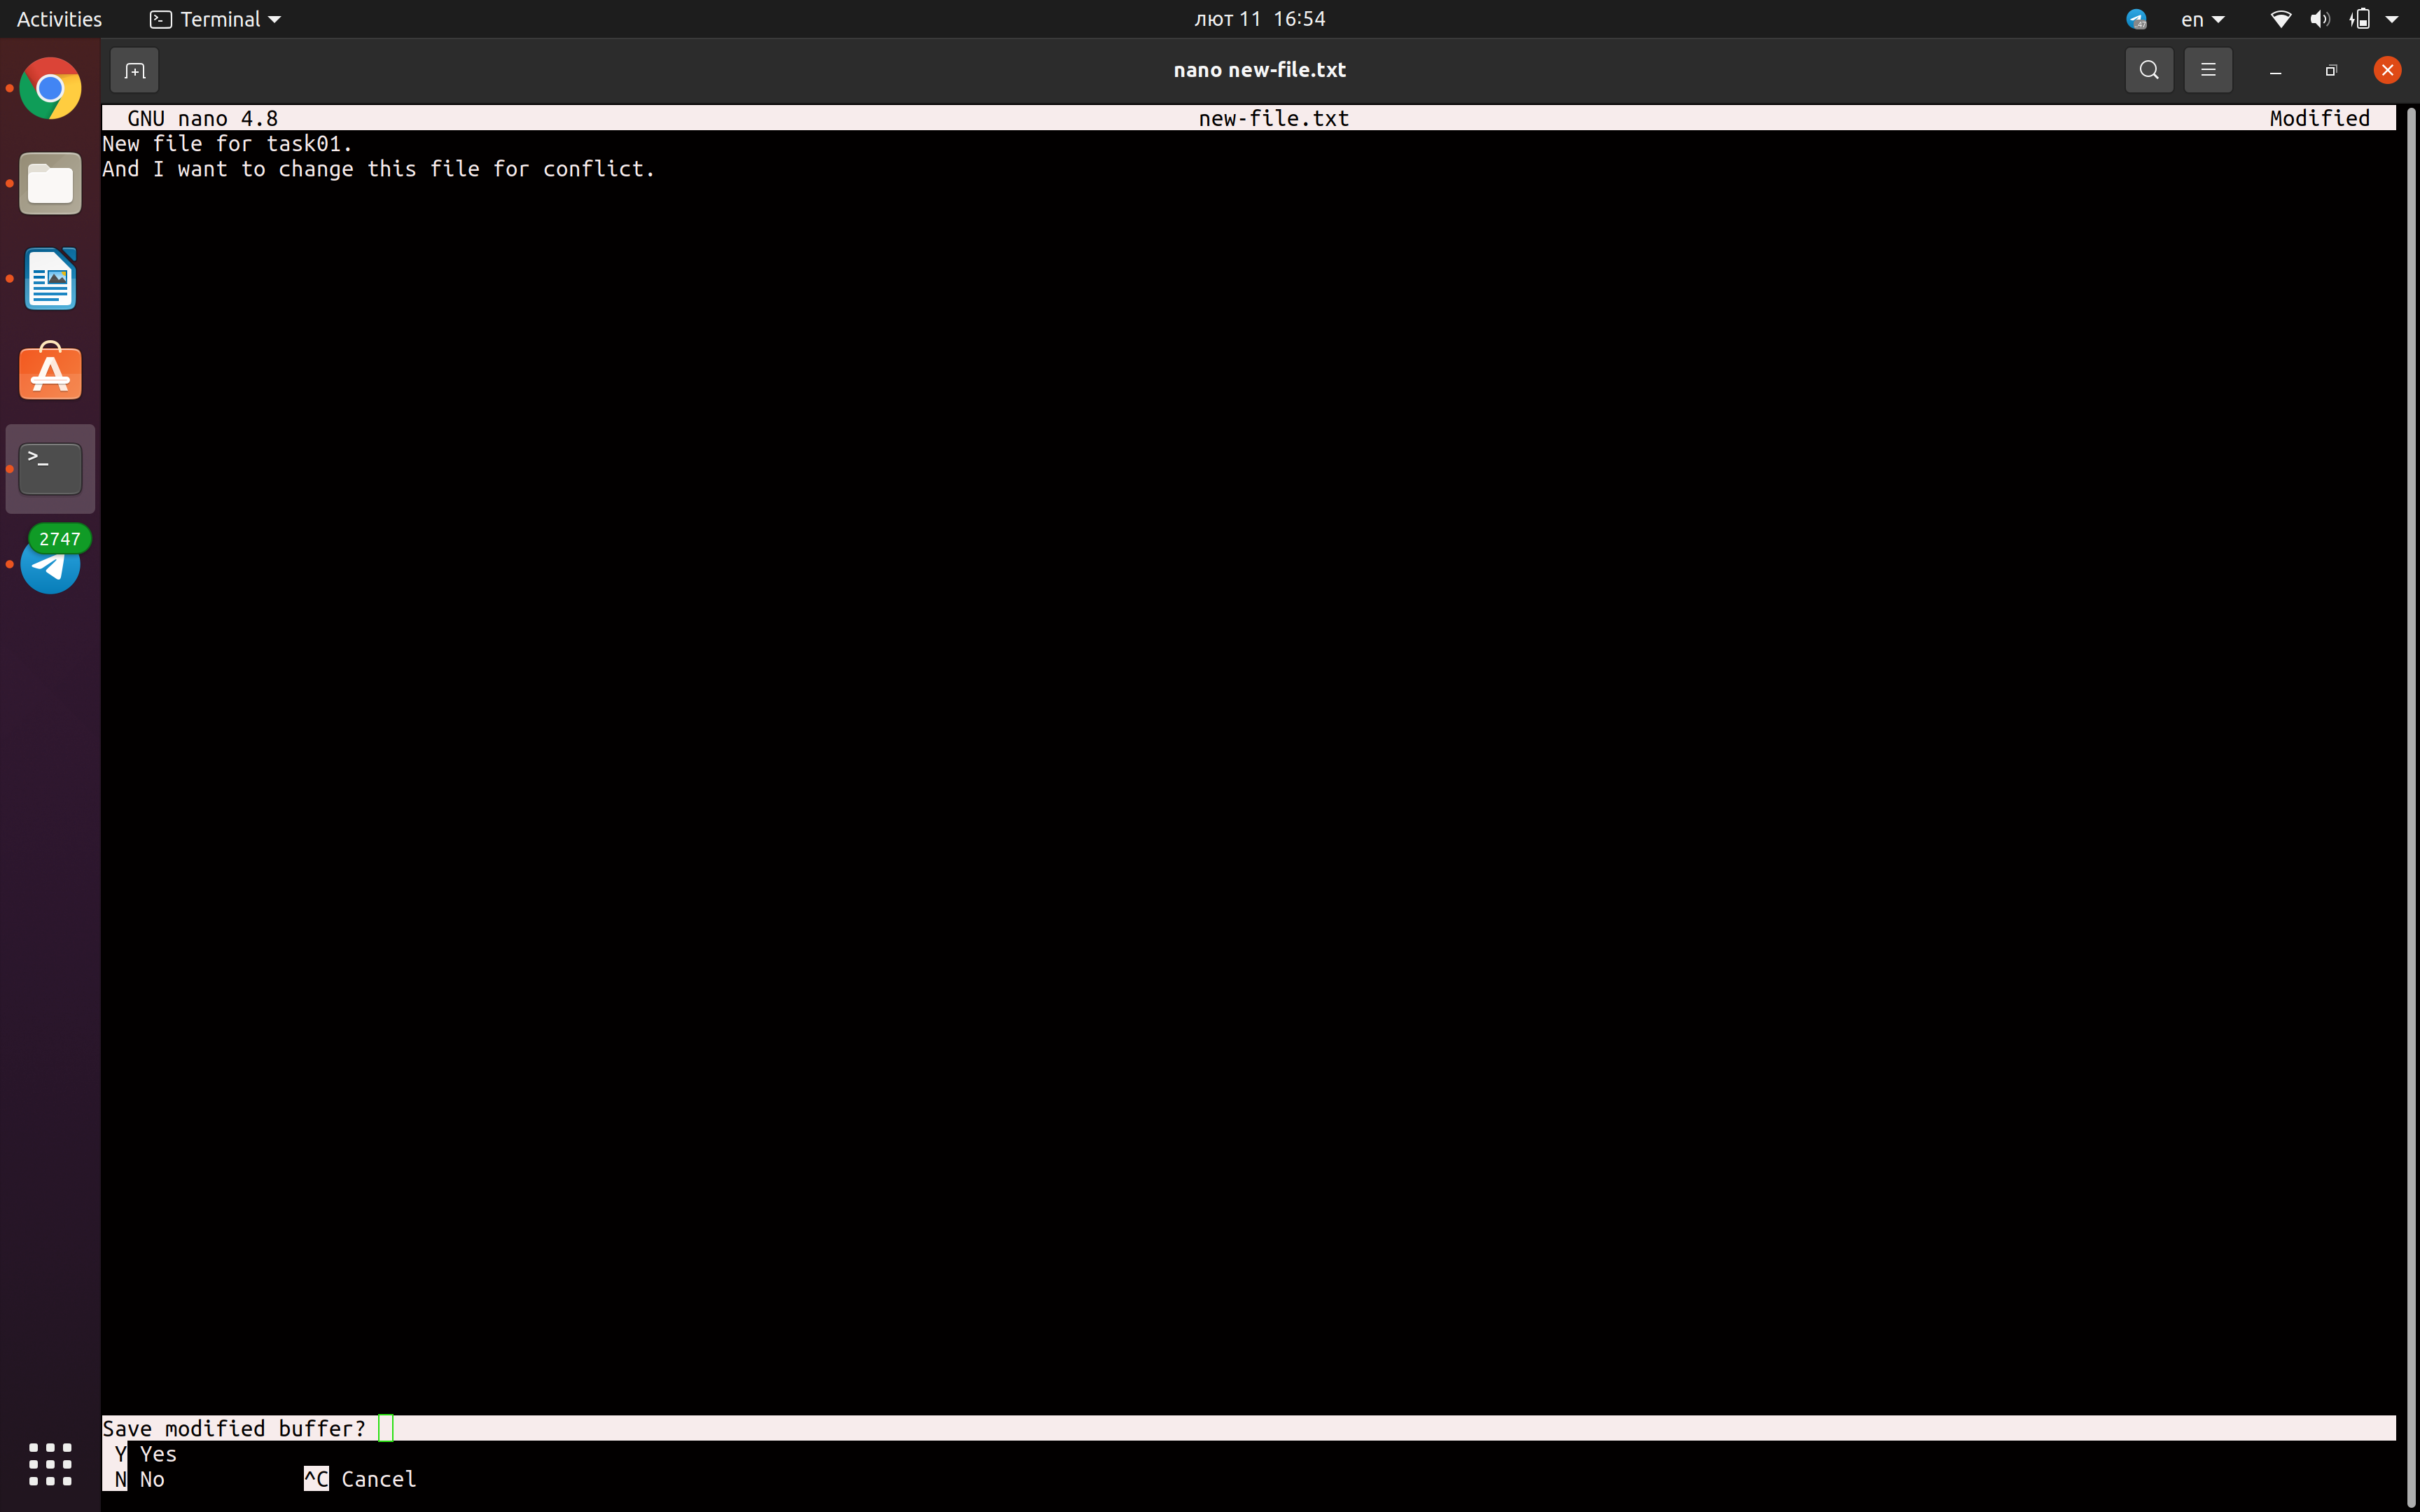 Activities Terminal лют 11 16:54 en
nano new-file.txt
GNU nano 4.8 new-file.txt Modified
New file for task01.
And I want to change this file for conflict.
2747
Save modified buffer?
Y Yes
N No ^C Cancel